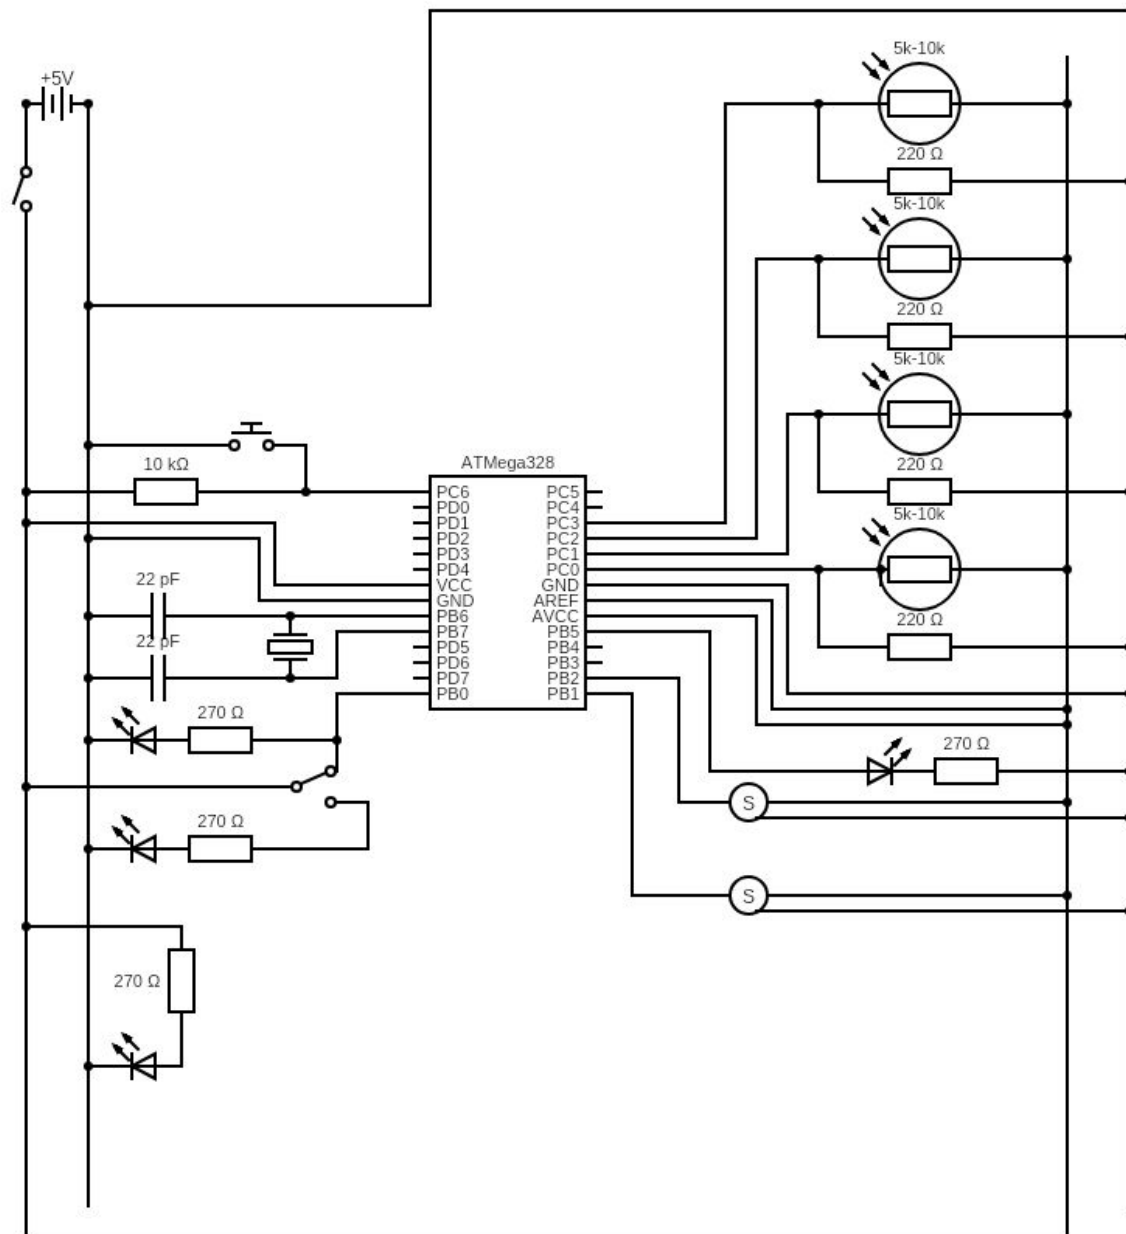 5k-10k
+5V
220 Ω
5k-10k
220 Ω
5k-10k
10 kΩ
ATMega328
220 Ω
PC6 PC5
PD0 PC4
PD1 PC3
PD2 PC2
PD3 PC1
PD4 PC0
VCC GND
GND AREF
PB6 AVCC
PB7 PB5
PD5 PB4
PD6 PB3
PD7 PB2
PB0 PB1
5k-10k
22 pF
220 Ω
22 pF
270 Ω
270 Ω
S
270 Ω
S
270 Ω